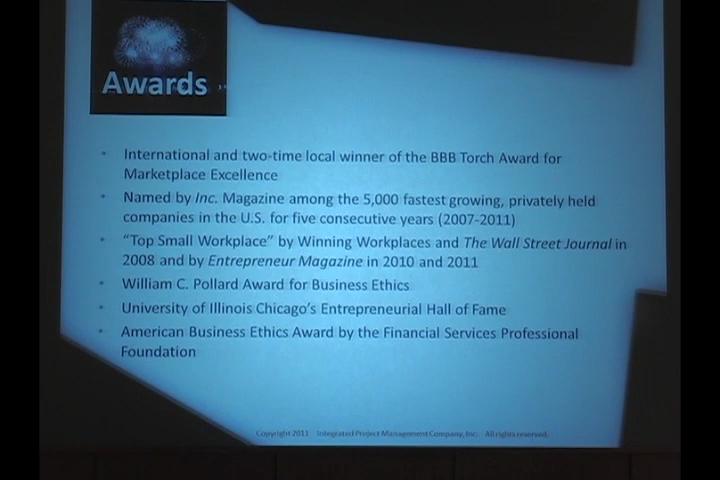 Awards
• International and two-time local winner of the BBB Torch Award for
Marketplace Excellence
• Named by Inc. Magazine among the 5,000 fastest growing, privately held
companies in the U.S. for five consecutive years (2007-2011)
• “Top Small Workplace” by Winning Workplaces and The Wall Street Journal in
2008 and by Entrepreneur Magazine in 2010 and 2011
• William C. Pollard Award for Business Ethics
• University of Illinois Chicago’s Entrepreneurial Hall of Fame
• American Business Ethics Award by the Financial Services Professional
Foundation
Copyright 2011 Integrated Project Management Company, Inc. All rights reserved.